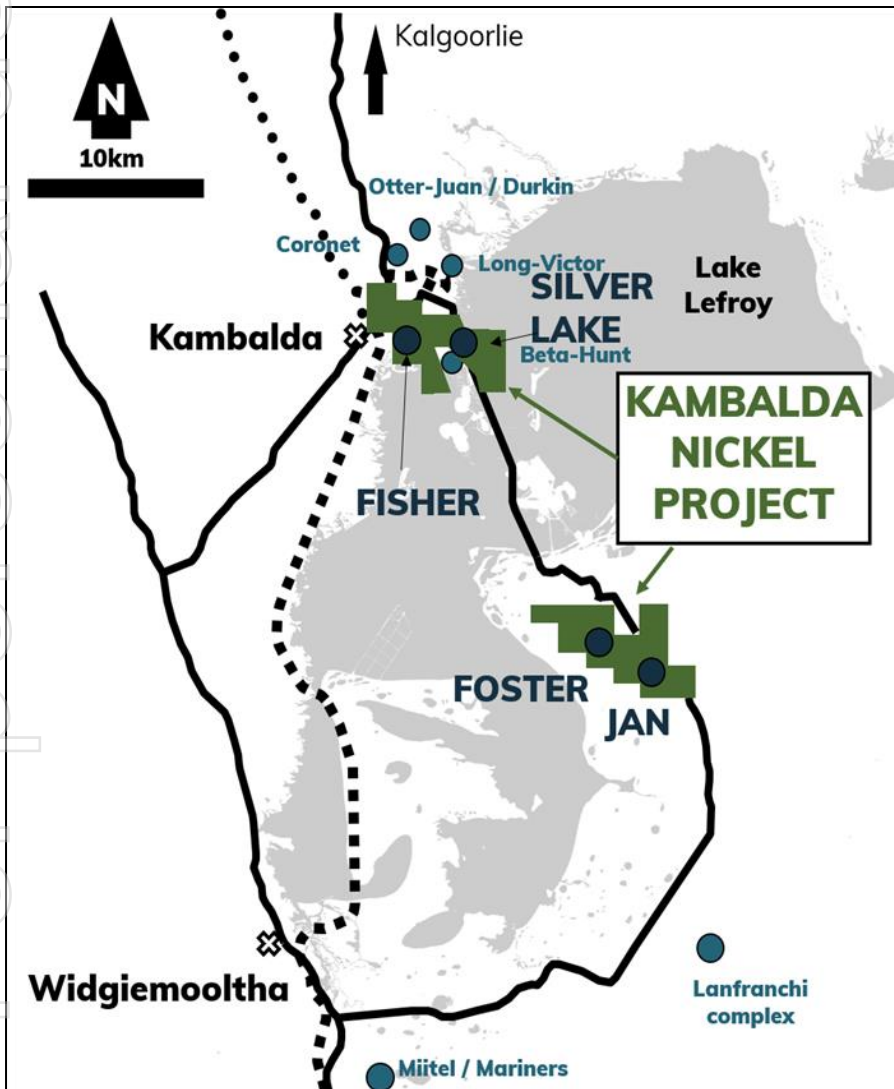 Kalgoorlie
N
10km
Otter-Juan / Durkin
Coronet
Long-Victor
SILVER
LAKE
Lake
Lefroy
Kambalda
Beta-Hunt
KAMBALDA
NICKEL
PROJECT
FISHER
FOSTER
JAN
Widgiemooltha
Lanfranchi
complex
Miitel / Mariners